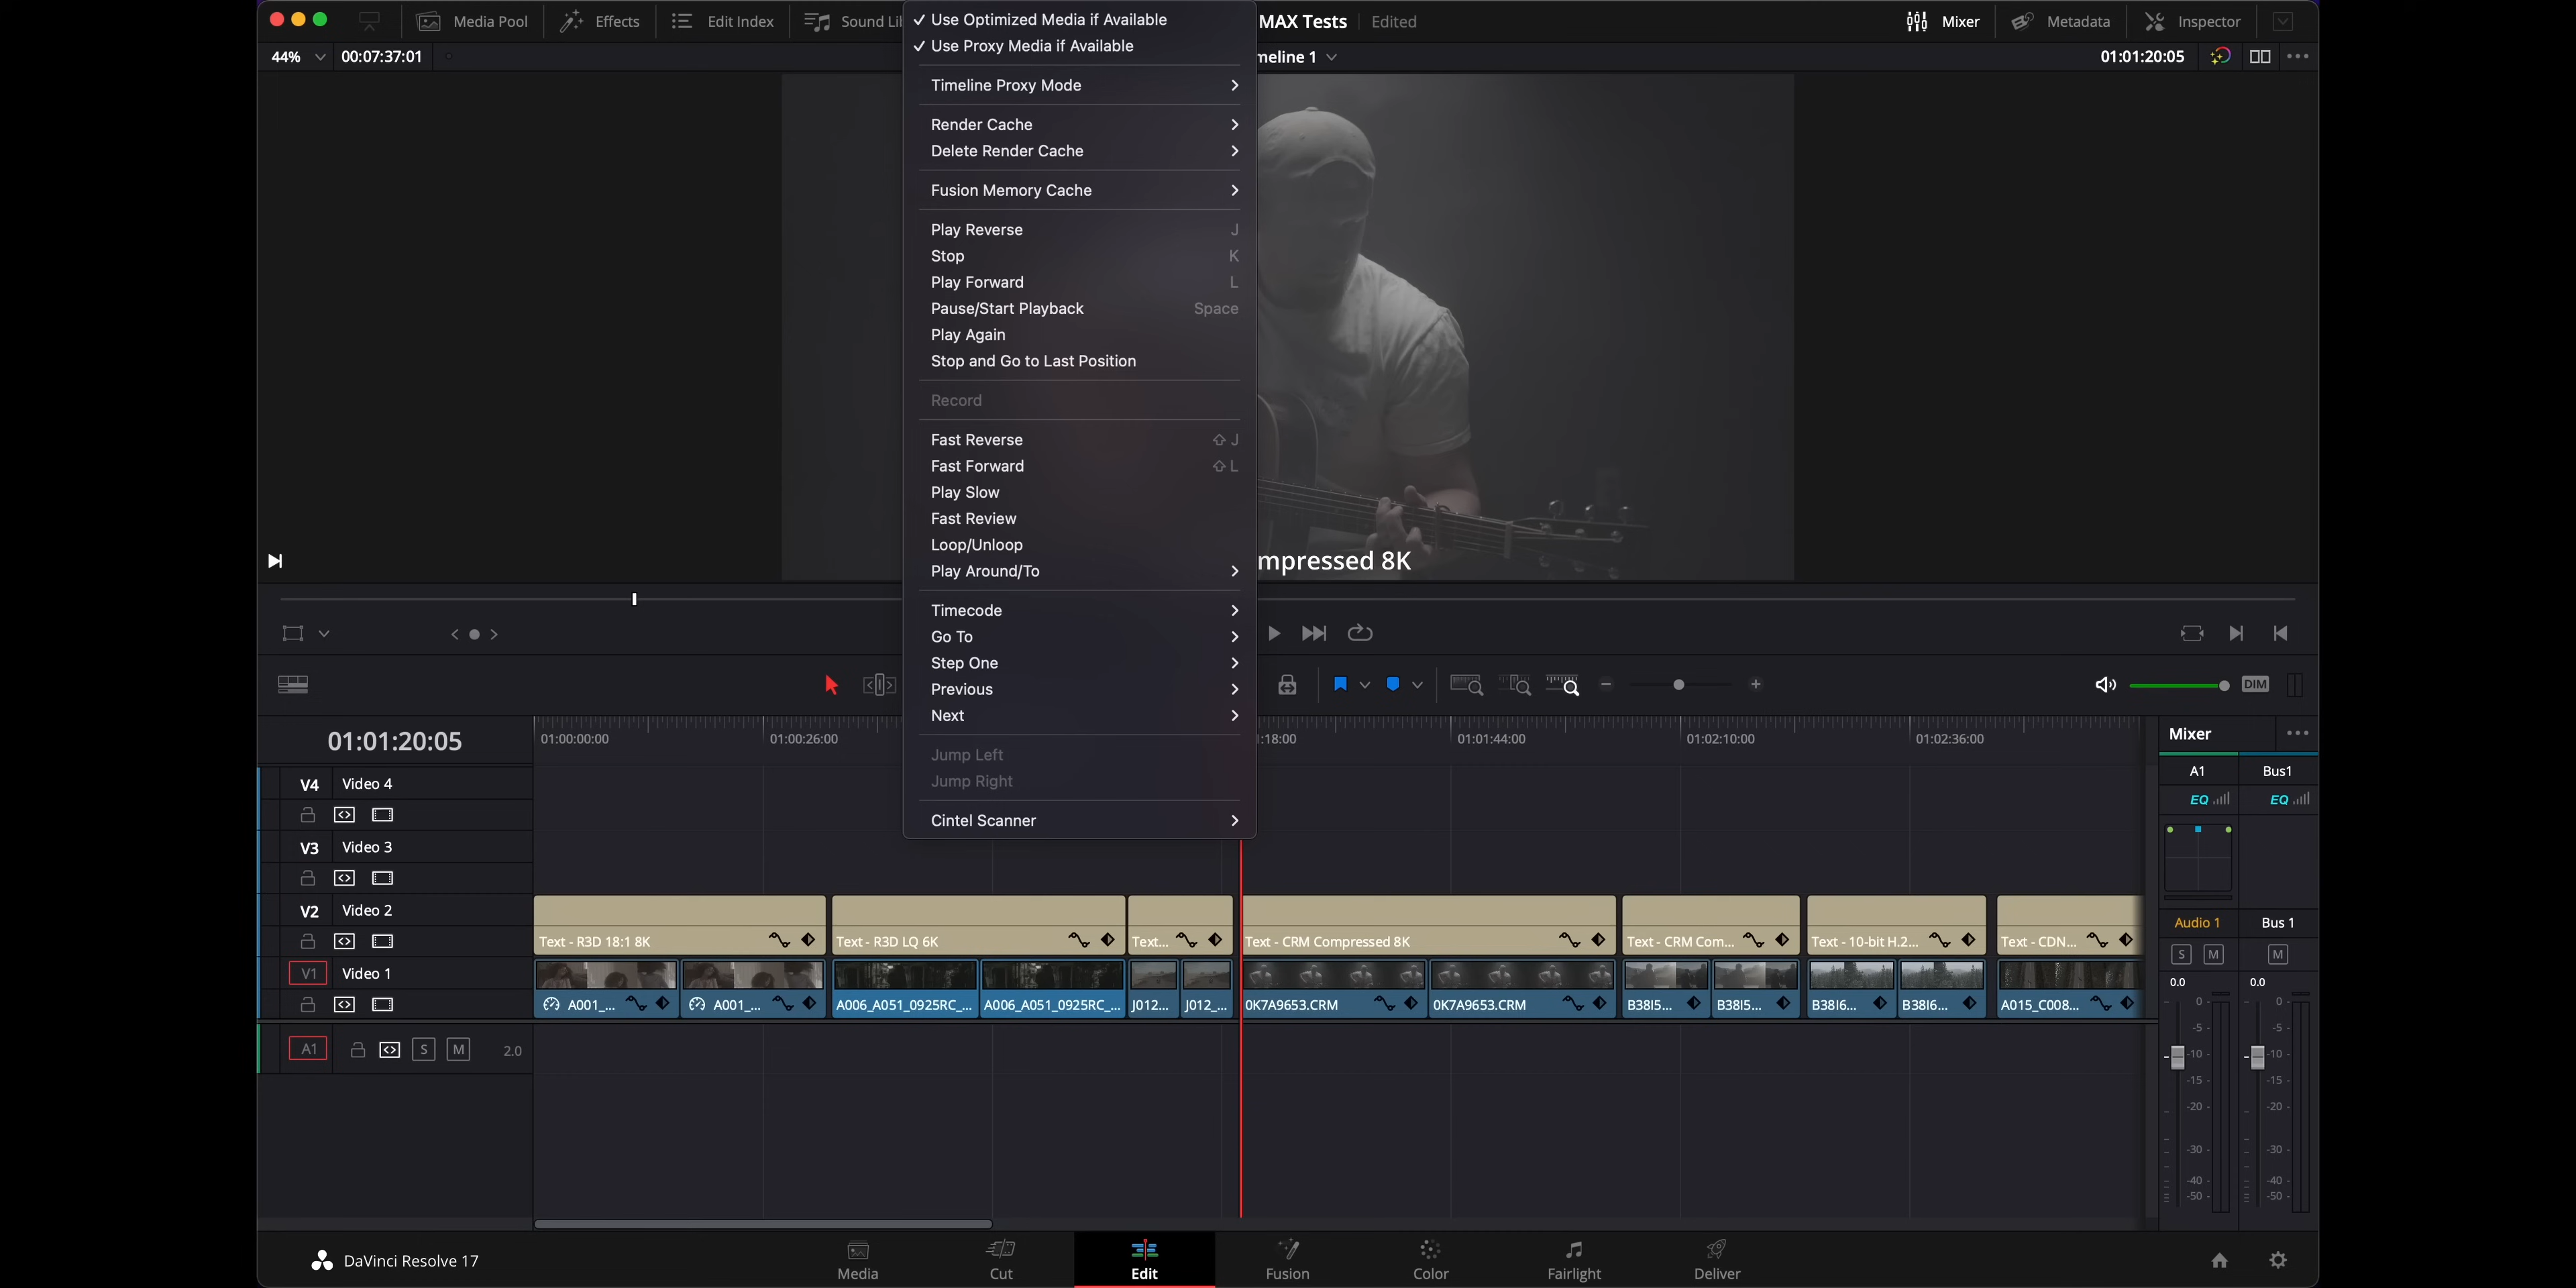 Media Pool
Effects
Edit Index
Sound Lib
MAX Tests
Edited
Mixer
Metadata
Inspector
44%
00:07:37:01
meline 1
01:01:20:05
Use Optimized Media if Available
Use Proxy Media if Available
Timeline Proxy Mode
Render Cache
Delete Render Cache
Fusion Memory Cache
Play Reverse J
Stop K
Play Forward L
Pause/Start Playback Space
Play Again
Stop and Go to Last Position
Record
Fast Reverse ⇧ J
Fast Forward ⇧ L
Play Slow
Fast Review
Loop/Unloop
Play Around/To
Timecode
Go To
Step One
Previous
Next
Jump Left
Jump Right
Cintel Scanner
mpressed 8K
DIM
01:01:20:05
01:00:00:00
01:00:26:00
:18:00
01:01:44:00
01:02:10:00
01:02:36:00
V4 Video 4
V3 Video 3
V2 Video 2
Text - R3D 18:1 8K
Text - R3D LQ 6K
Text...
Text - CRM Compressed 8K
Text - CRM Com...
Text - 10-bit H.2...
Text - CDN...
V1 Video 1
A001_...
A001_...
A006_A051_0925RC_...
A006_A051_0925RC_...
J012...
J012_...
0K7A9653.CRM
0K7A9653.CRM
B38I5...
B38I5...
B38I6...
B38I6...
A015_C008...
A1 S M 2.0
Mixer
A1 Bus1
EQ EQ
Audio 1 Bus 1
S M M
0.0 0.0
0- 0-
-5- -5-
-10- -10-
-15- -15-
-20- -20-
-30- -30-
-40- -40-
-50- -50-
DaVinci Resolve 17
Media
Cut
Edit
Fusion
Color
Fairlight
Deliver